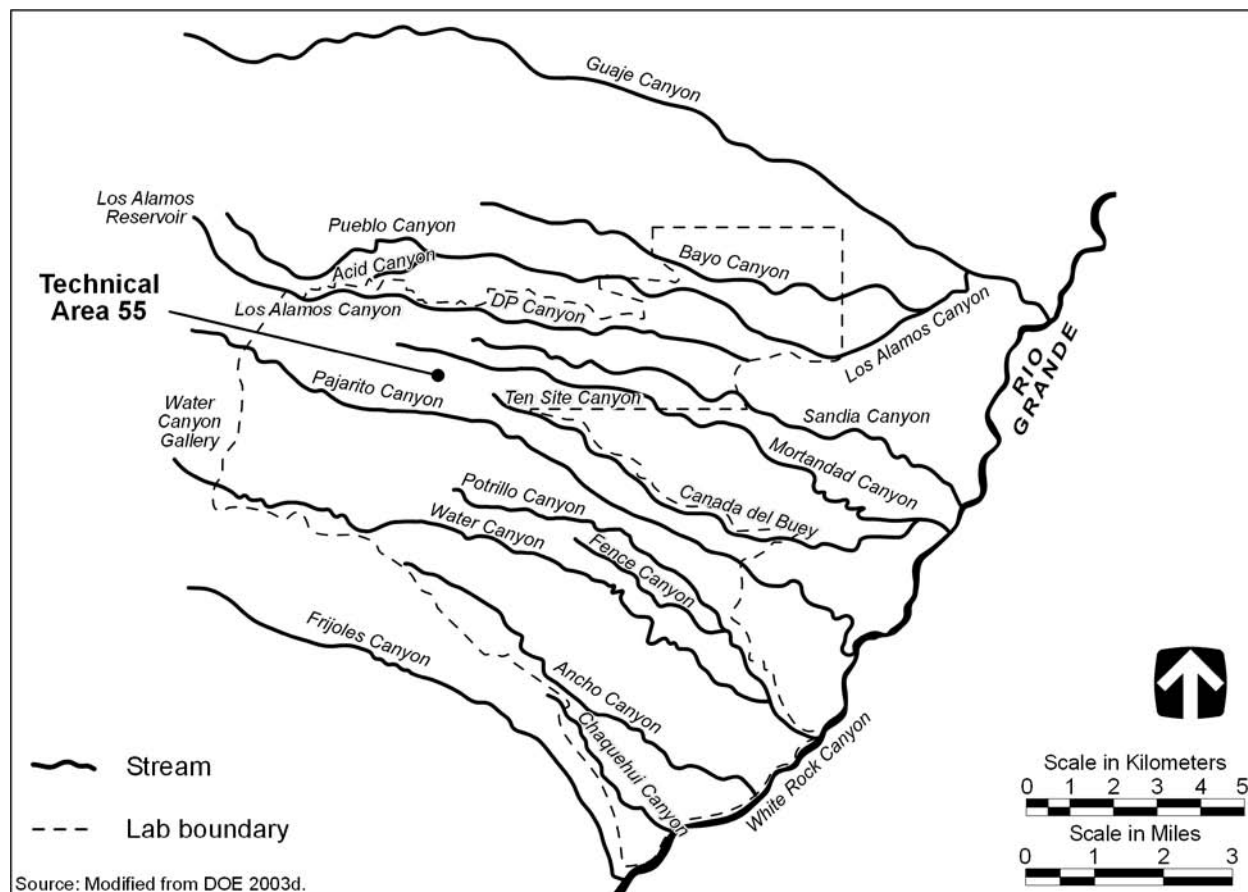 Guaje Canyon
Los Alamos
Reservoir
Pueblo Canyon
Acid Canyon
Bayo Canyon
Technical
Area 55
Los Alamos Canyon
DP Canyon
Los Alamos Canyon
RIO
GRANDE
Pajarito Canyon
Ten Site Canyon
Sandia Canyon
Water
Canyon
Gallery
Mortandad Canyon
Potrillo Canyon
Canada del Buey
Water Canyon
Fence Canyon
Frijoles Canyon
Ancho Canyon
Chaquehui Canyon
White Rock Canyon
Stream
Lab boundary
Scale in Kilometers
0 1 2 3 4 5
Scale in Miles
0 1 2 3
Source: Modified from DOE 2003d.